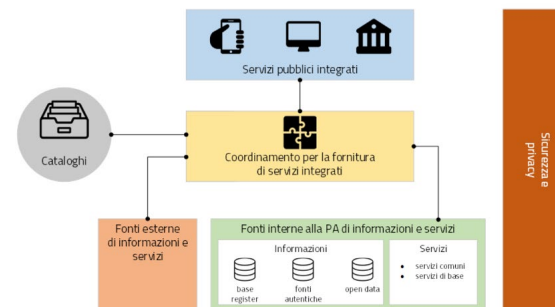 Servizi pubblici integrati
Cataloghi
Coordinamento per la fornitura
di servizi integrati
Fonti esterne
di informazioni e
servizi
Fonti interne alla PA di informazioni e servizi
Informazioni
base
register
fonti
autentiche
open data
Servizi
• servizi comuni
• servizi di base
Sicurezza e
privacy